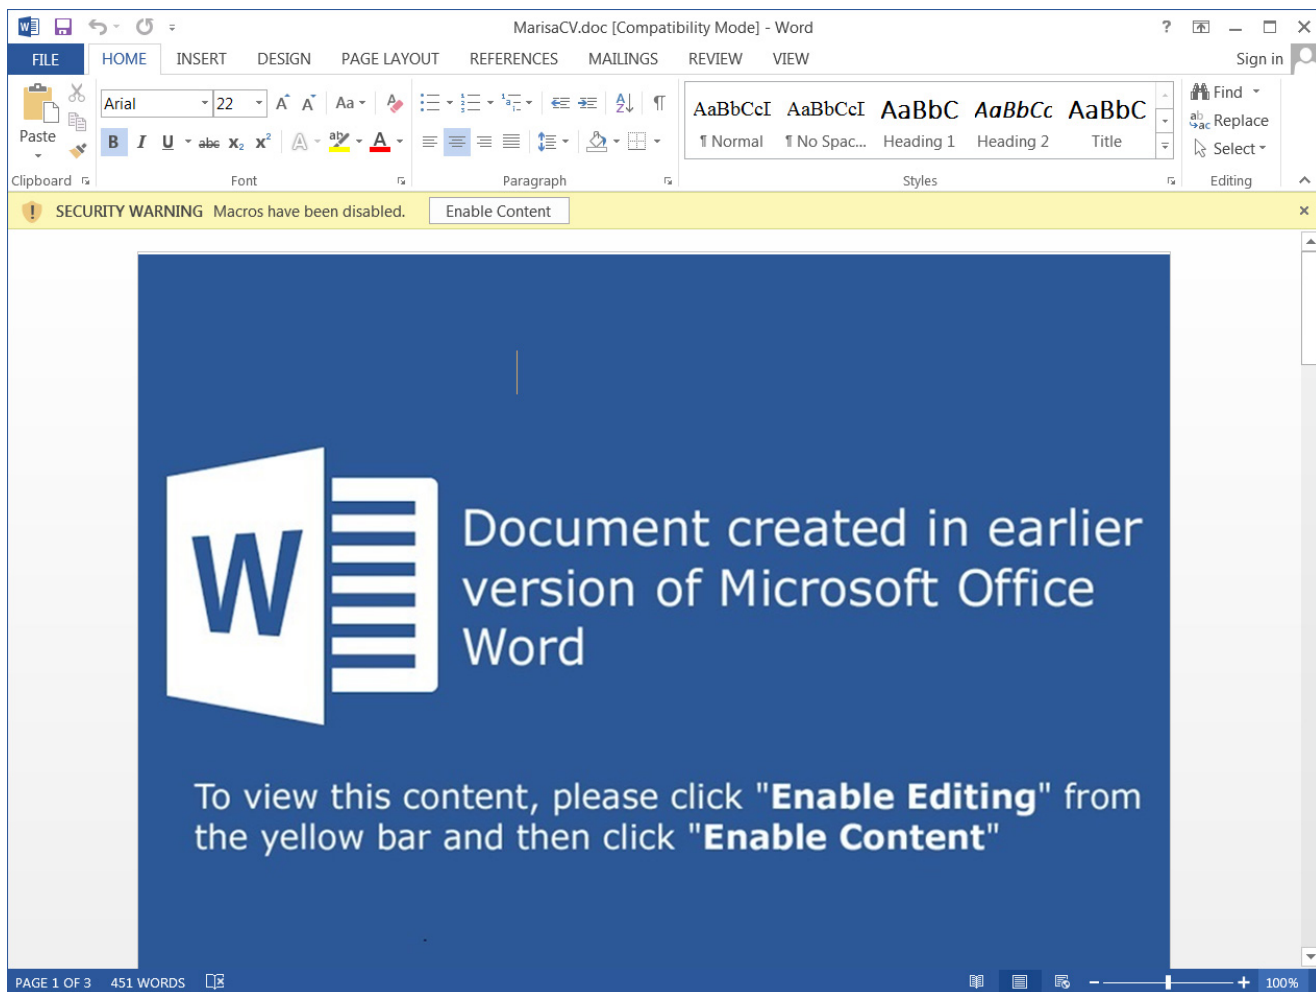 MarisaCV.doc [Compatibility Mode] - Word
FILE HOME INSERT DESIGN PAGE LAYOUT REFERENCES MAILINGS REVIEW VIEW Sign in
Paste
Arial 22
Aa
B I U abc X₂ X²
A A
AaBbCcI AaBbCcI AaBbC AaBbCc AaBbC
¶ Normal ¶ No Spac... Heading 1 Heading 2 Title
Find
Replace
Select
Clipboard Font Paragraph Styles Editing
SECURITY WARNING Macros have been disabled. Enable Content
W
Document created in earlier
version of Microsoft Office
Word
To view this content, please click "Enable Editing" from
the yellow bar and then click "Enable Content"
PAGE 1 OF 3 451 WORDS 100%